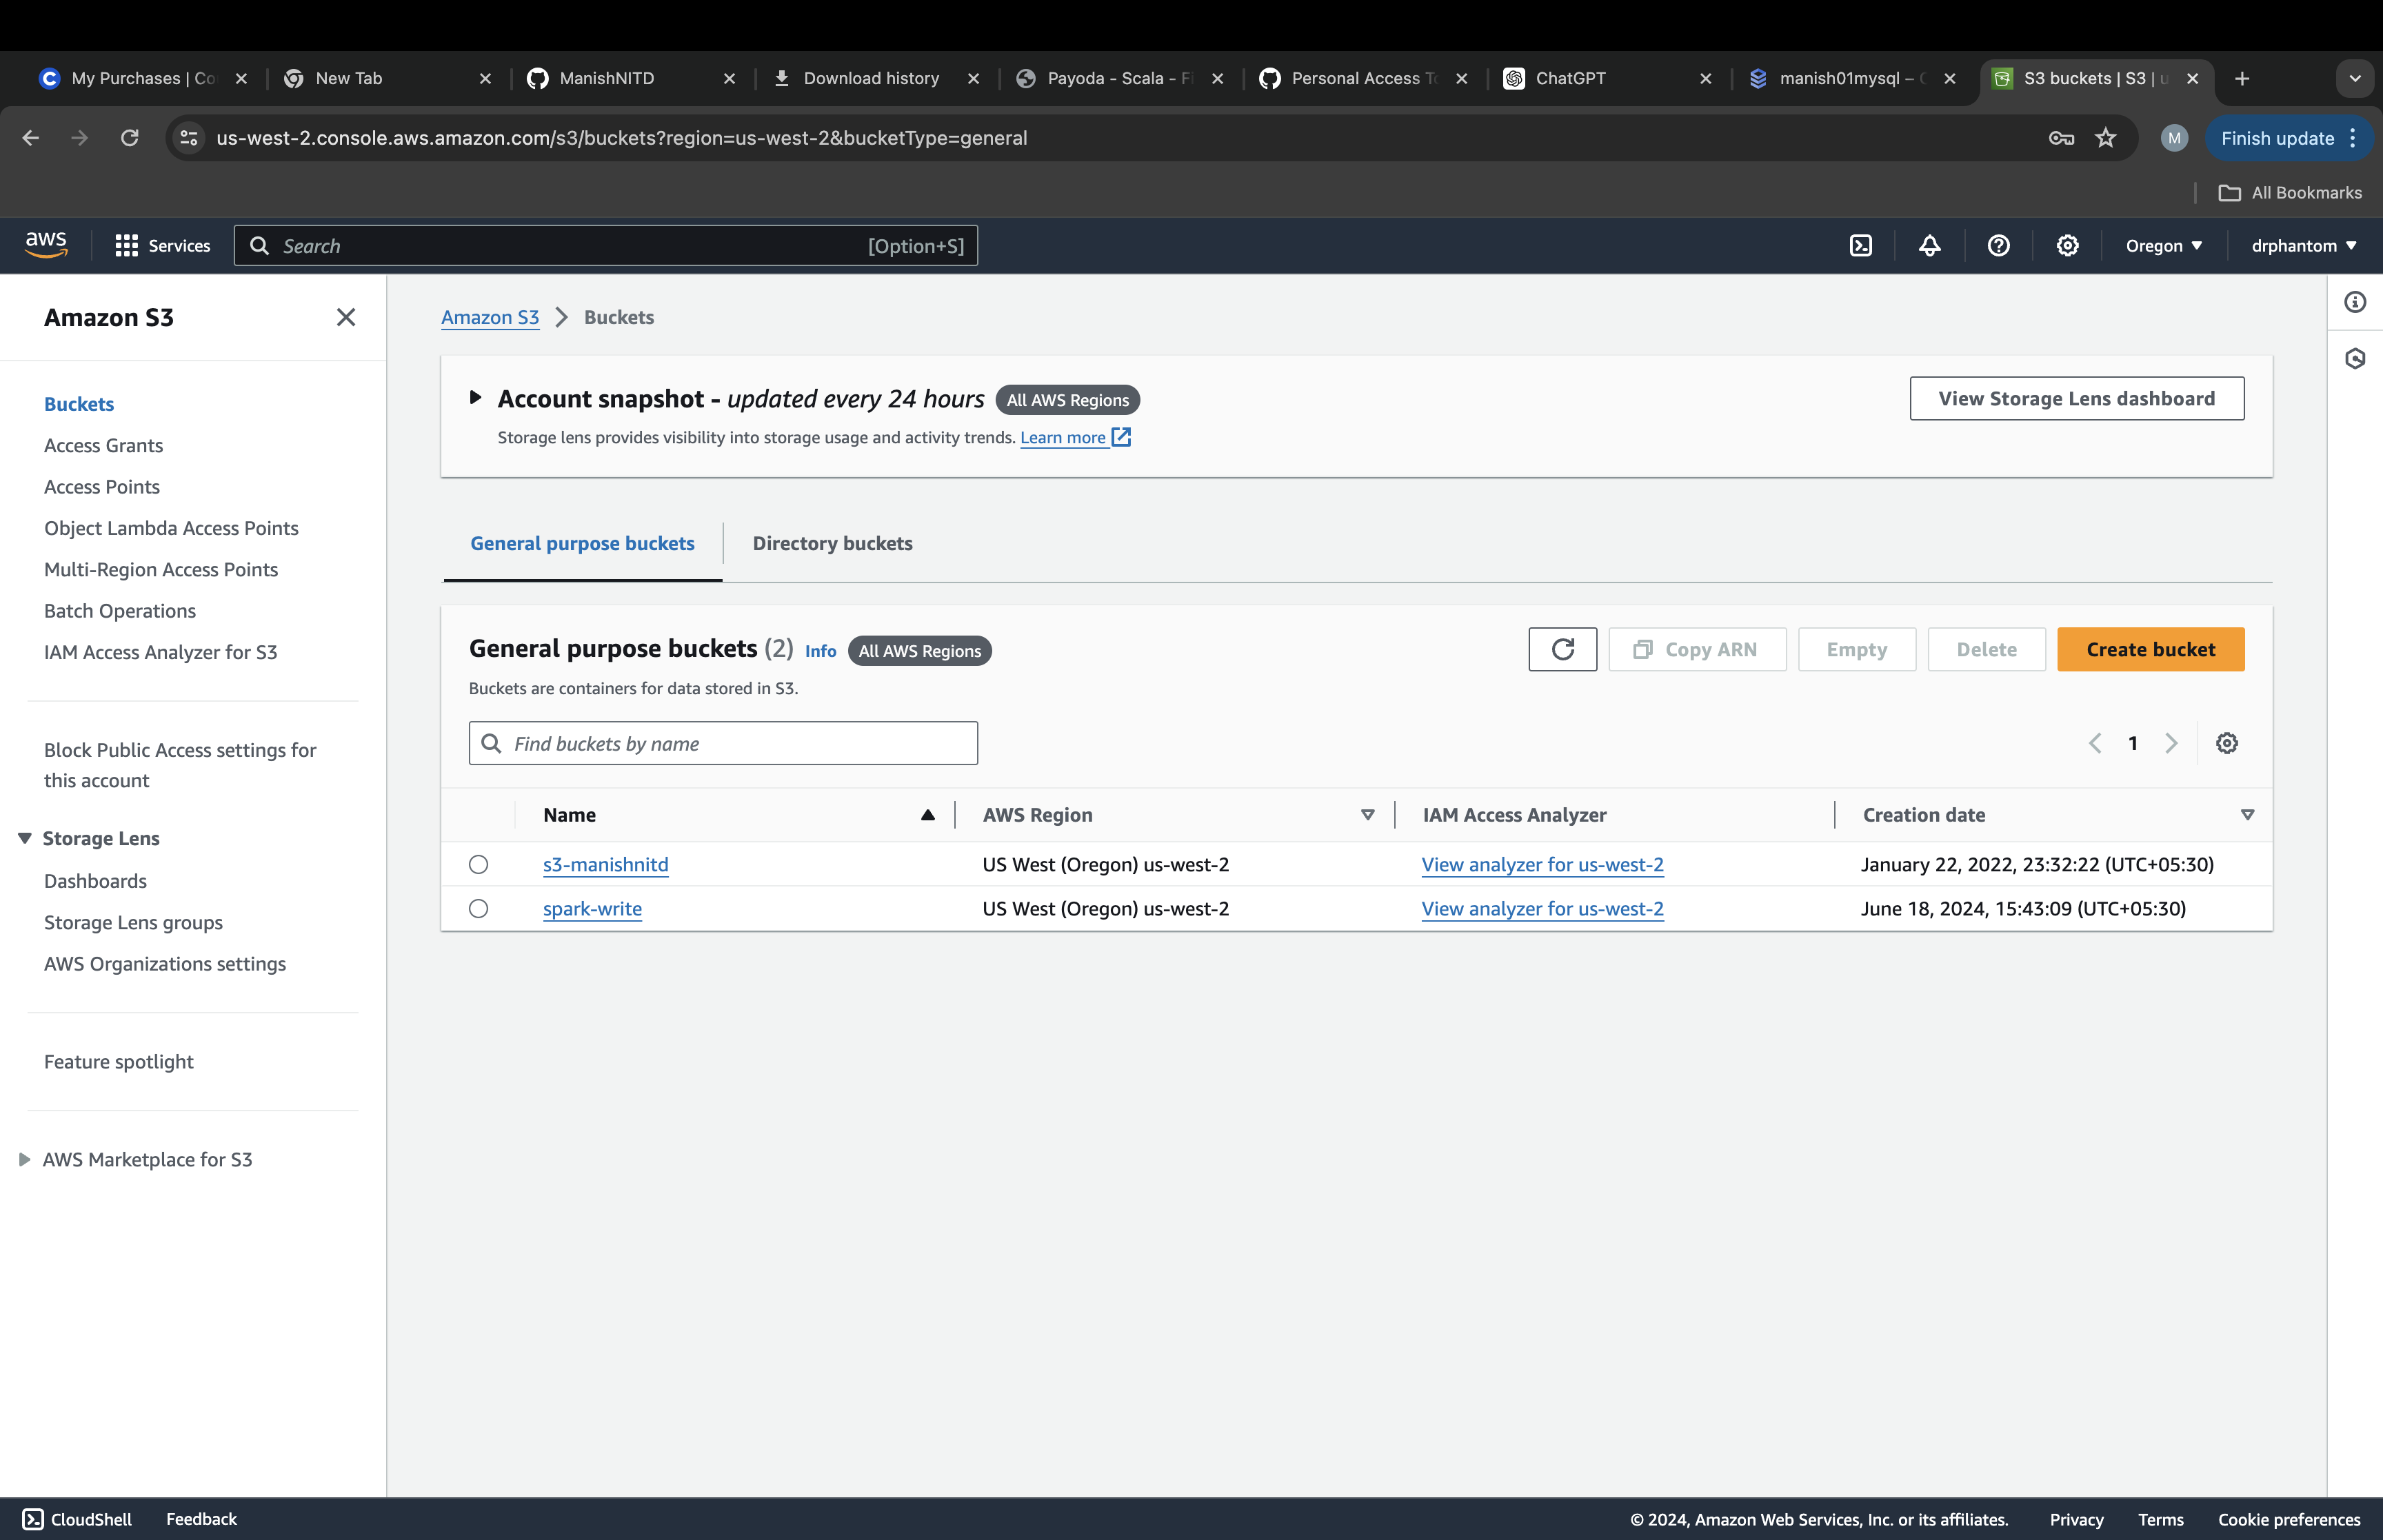 My Purchases | Co
New Tab
ManishNITD
Download history
Payoda - Scala - Fi
Personal Access To
ChatGPT
manish01mysql – C
S3 buckets | S3 | u
us-west-2.console.aws.amazon.com/s3/buckets?region=us-west-2&bucketType=general
M
Finish update
All Bookmarks
aws
Services
Search
[Option+S]
Oregon
drphantom
Amazon S3
Buckets
Access Grants
Access Points
Object Lambda Access Points
Multi-Region Access Points
Batch Operations
IAM Access Analyzer for S3
Block Public Access settings for
this account
Storage Lens
Dashboards
Storage Lens groups
AWS Organizations settings
Feature spotlight
AWS Marketplace for S3
Amazon S3 > Buckets
Account snapshot - updated every 24 hours All AWS Regions
Storage lens provides visibility into storage usage and activity trends. Learn more
View Storage Lens dashboard
General purpose buckets
Directory buckets
General purpose buckets (2) Info All AWS Regions
Buckets are containers for data stored in S3.
Copy ARN
Empty
Delete
Create bucket
Find buckets by name
1
Name AWS Region IAM Access Analyzer Creation date
s3-manishnitd US West (Oregon) us-west-2 View analyzer for us-west-2 January 22, 2022, 23:32:22 (UTC+05:30)
spark-write US West (Oregon) us-west-2 View analyzer for us-west-2 June 18, 2024, 15:43:09 (UTC+05:30)
CloudShell
Feedback
© 2024, Amazon Web Services, Inc. or its affiliates.
Privacy
Terms
Cookie preferences